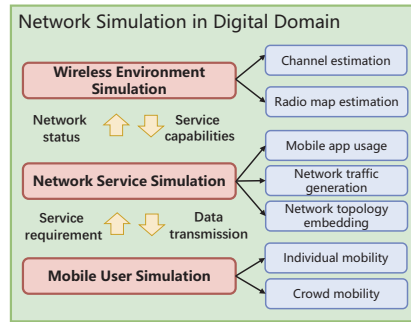 Network Simulation in Digital Domain
Wireless Environment
Simulation
Channel estimation
Radio map estimation
Network
status
Service
capabilities
Network Service Simulation
Mobile app usage
Network traffic
generation
Network topology
embedding
Service
requirement
Data
transmission
Mobile User Simulation
Individual mobility
Crowd mobility